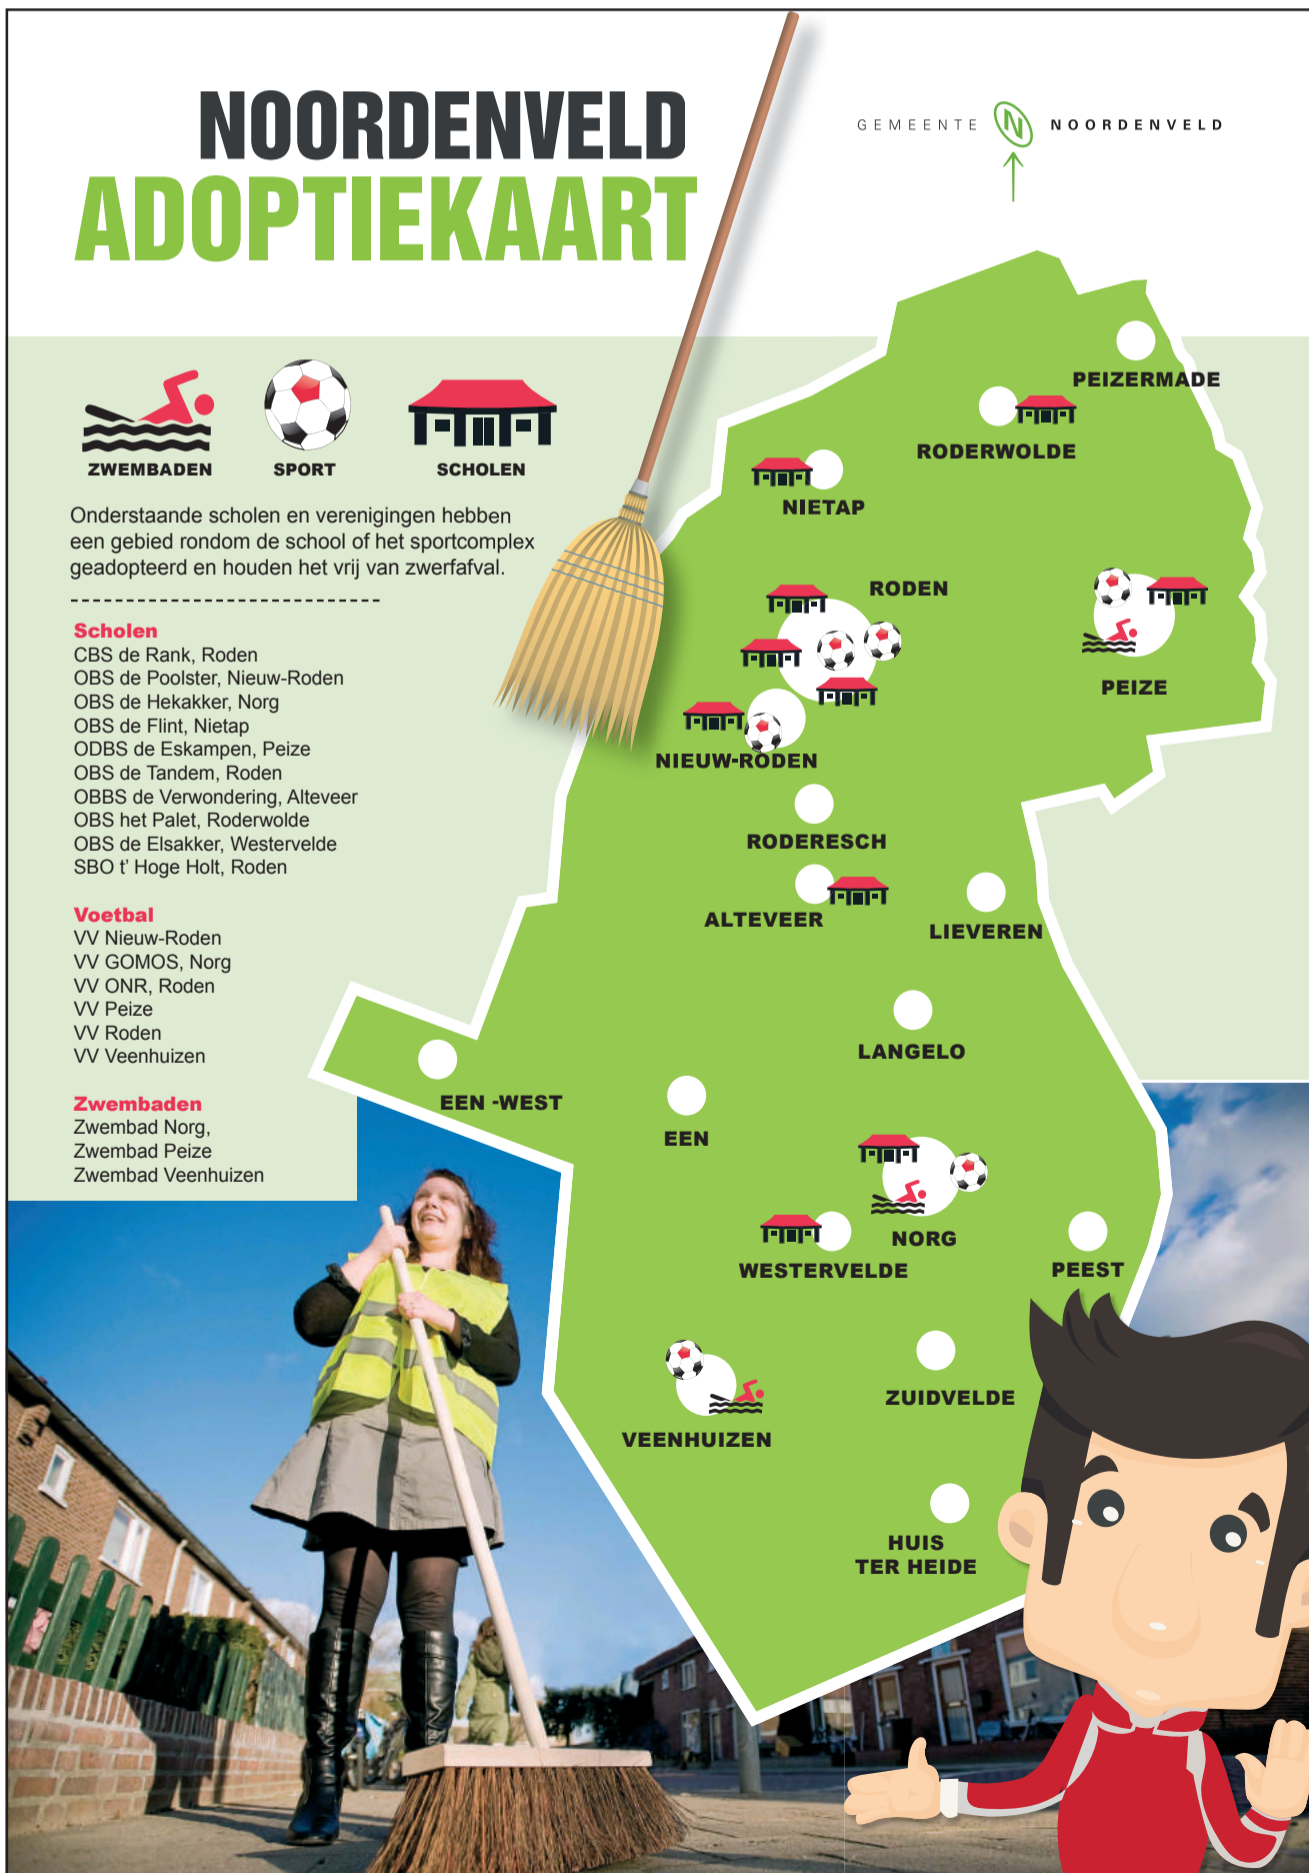 NOORDENVELD
ADOPTIEKAART
GEMEENTE N NOORDENVELD
ZWEMBADEN
SPORT
SCHOLEN
Onderstaande scholen en verenigingen hebben
een gebied rondom de school of het sportcomplex
geadopteerd en houden het vrij van zwerfafval.
Scholen
CBS de Rank, Roden
OBS de Poolster, Nieuw-Roden
OBS de Hekakker, Norg
OBS de Flint, Nietap
ODBS de Eskampen, Peize
OBS de Tandem, Roden
OBBS de Verwondering, Alteveer
OBS het Palet, Roderwolde
OBS de Elsakker, Westervelde
SBO t' Hoge Holt, Roden
Voetbal
VV Nieuw-Roden
VV GOMOS, Norg
VV ONR, Roden
VV Peize
VV Roden
VV Veenhuizen
Zwembaden
Zwembad Norg,
Zwembad Peize
Zwembad Veenhuizen
PEIZERMADE
RODERWOLDE
NIETAP
RODEN
PEIZE
NIEUW-RODEN
RODERESCH
ALTEVEER
LIEVEREN
LANGELO
EEN -WEST
EEN
NORG
WESTERVELDE
PEEST
ZUIDVELDE
VEENHUIZEN
HUIS
TER HEIDE